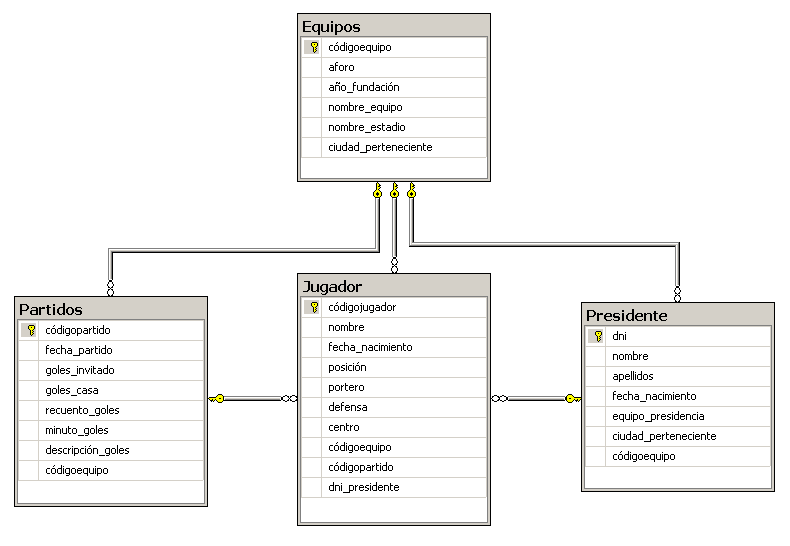 Equipos
códigoequipo
aforo
año_fundación
nombre_equipo
nombre_estadio
ciudad_perteneciente
Partidos
códigopartido
fecha_partido
goles_invitado
goles_casa
recuento_goles
minuto_goles
descripción_goles
códigoequipo
Jugador
códigojugador
nombre
fecha_nacimiento
posición
portero
defensa
centro
códigoequipo
códigopartido
dni_presidente
Presidente
dni
nombre
apellidos
fecha_nacimiento
equipo_presidencia
ciudad_perteneciente
códigoequipo